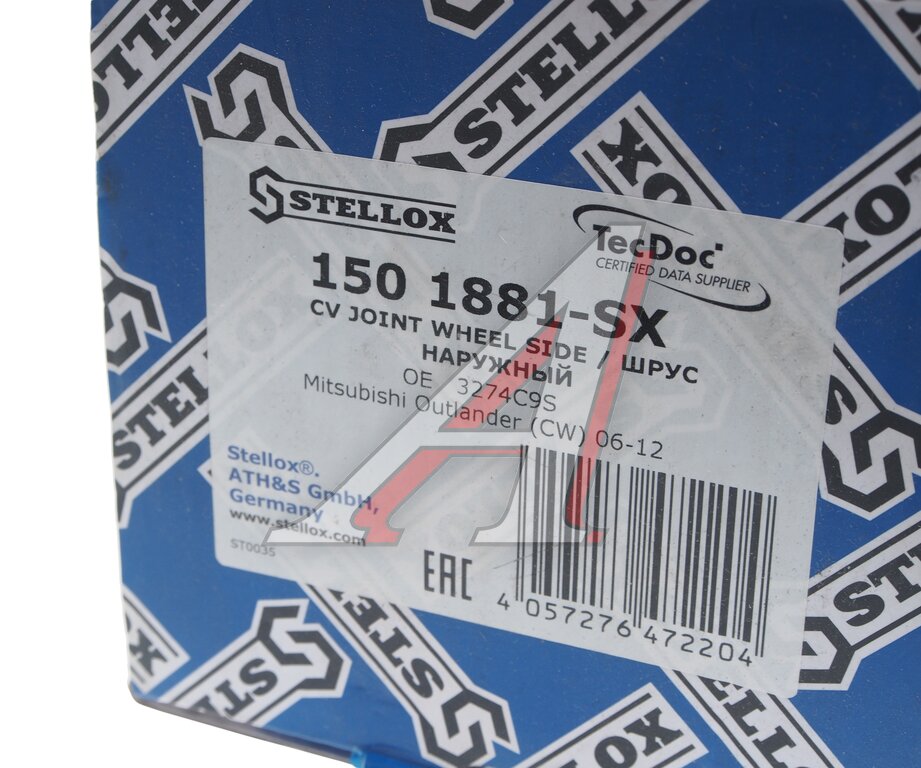 STELLOX
TecDoc
CERTIFIED DATA SUPPLIER
150 1881-SX
CV JOINT WHEEL SIDE / ШРУС
НАРУЖНЫЙ
OE 3274C9S
Mitsubishi Outlander (CW) 06-12
Stellox®.
ATH&S GmbH,
Germany
www.stellox.com
ST0035
EAC
4 057276 472204